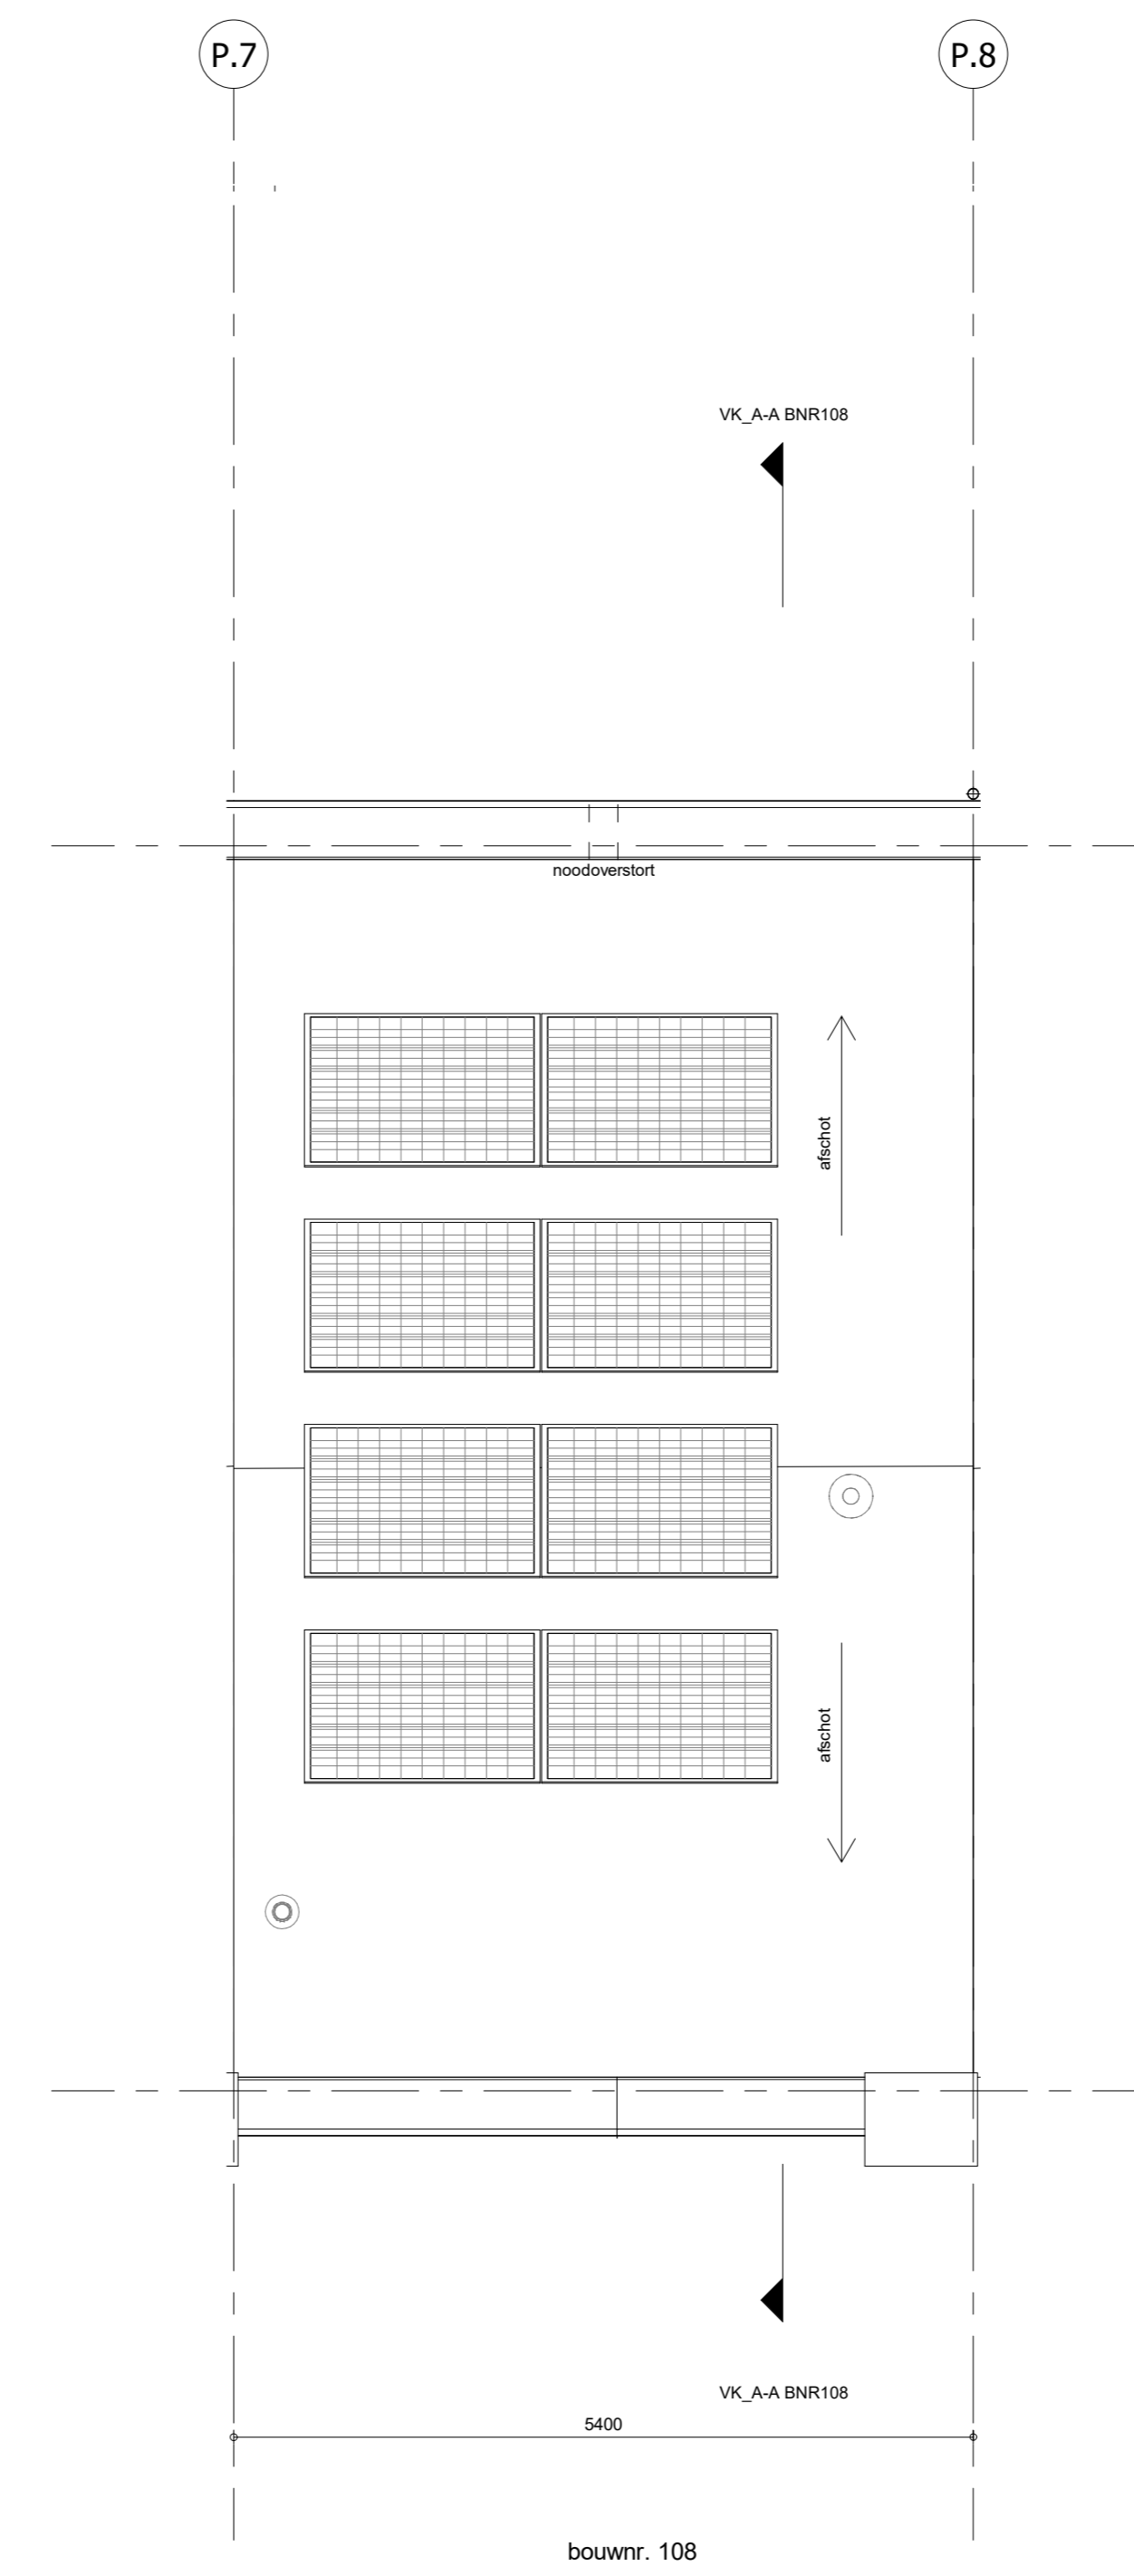 P.7 P.8
VK_A-A BNR108
noodoverstort
afschot
afschot
VK_A-A BNR108
5400
bouwnr. 108